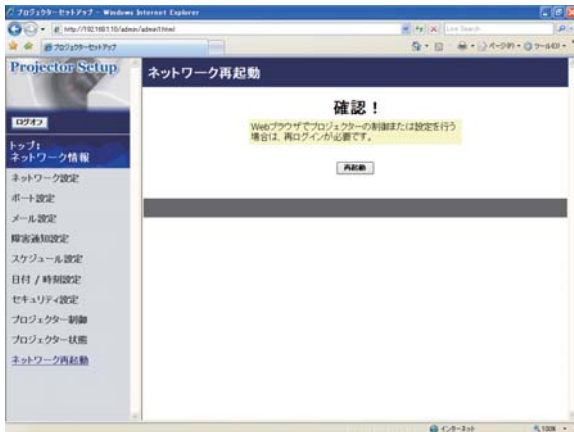 プロジェクターセットアップ - Windows Internet Explorer
http://192.168.1.10/admin/admin1.html
Live Search
プロジェクターセットアップ
ページ(P)
ツール(O)
Projector Setup
ログオフ
トップ:
ネットワーク情報
ネットワーク設定
ポート設定
メール設定
障害通知設定
スケジュール設定
日付 / 時刻設定
セキュリティ設定
プロジェクター制御
プロジェクター状態
ネットワーク再起動
ネットワーク再起動
確認！
Webブラウザでプロジェクターの制御または設定を行う
場合は、再ログインが必要です。
再起動
インターネット
100%